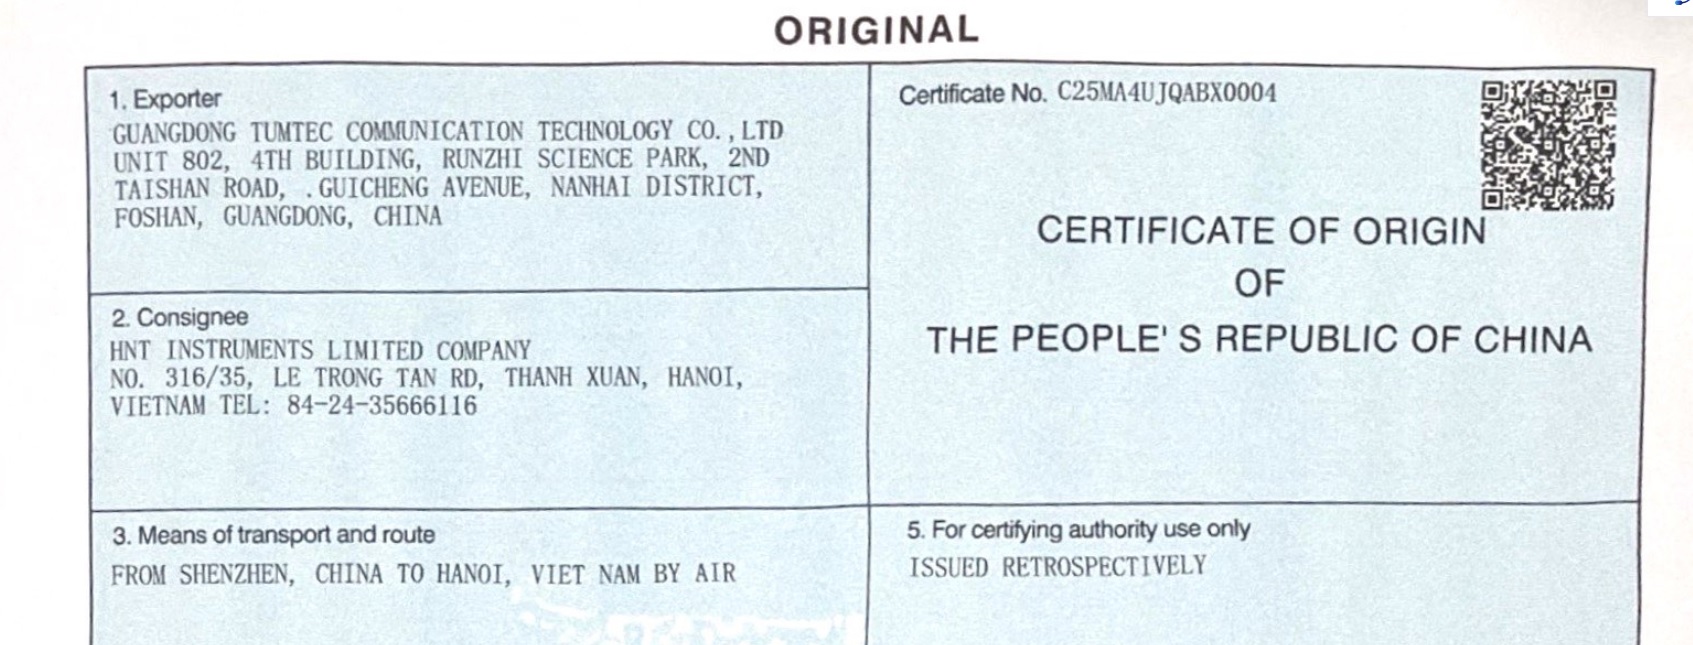 ORIGINAL
1. Exporter
GUANGDONG TUMTEC COMMUNICATION TECHNOLOGY CO. , LTD
UNIT 802, 4TH BUILDING, RUNZHI SCIENCE PARK, 2ND
TAISHAN ROAD, . GUICHENG AVENUE, NANHAI DISTRICT,
FOSHAN, GUANGDONG, CHINA
Certificate No. C25MA4UJQABX0004
CERTIFICATE OF ORIGIN
OF
THE PEOPLE' S REPUBLIC OF CHINA
2. Consignee
HNT INSTRUMENTS LIMITED COMPANY
NO. 316/35, LE TRONG TAN RD, THANH XUAN, HANOI,
VIETNAM TEL: 84-24-35666116
3. Means of transport and route
FROM SHENZHEN, CHINA TO HANOI, VIET NAM BY AIR
5. For certifying authority use only
ISSUED RETROSPECTIVELY